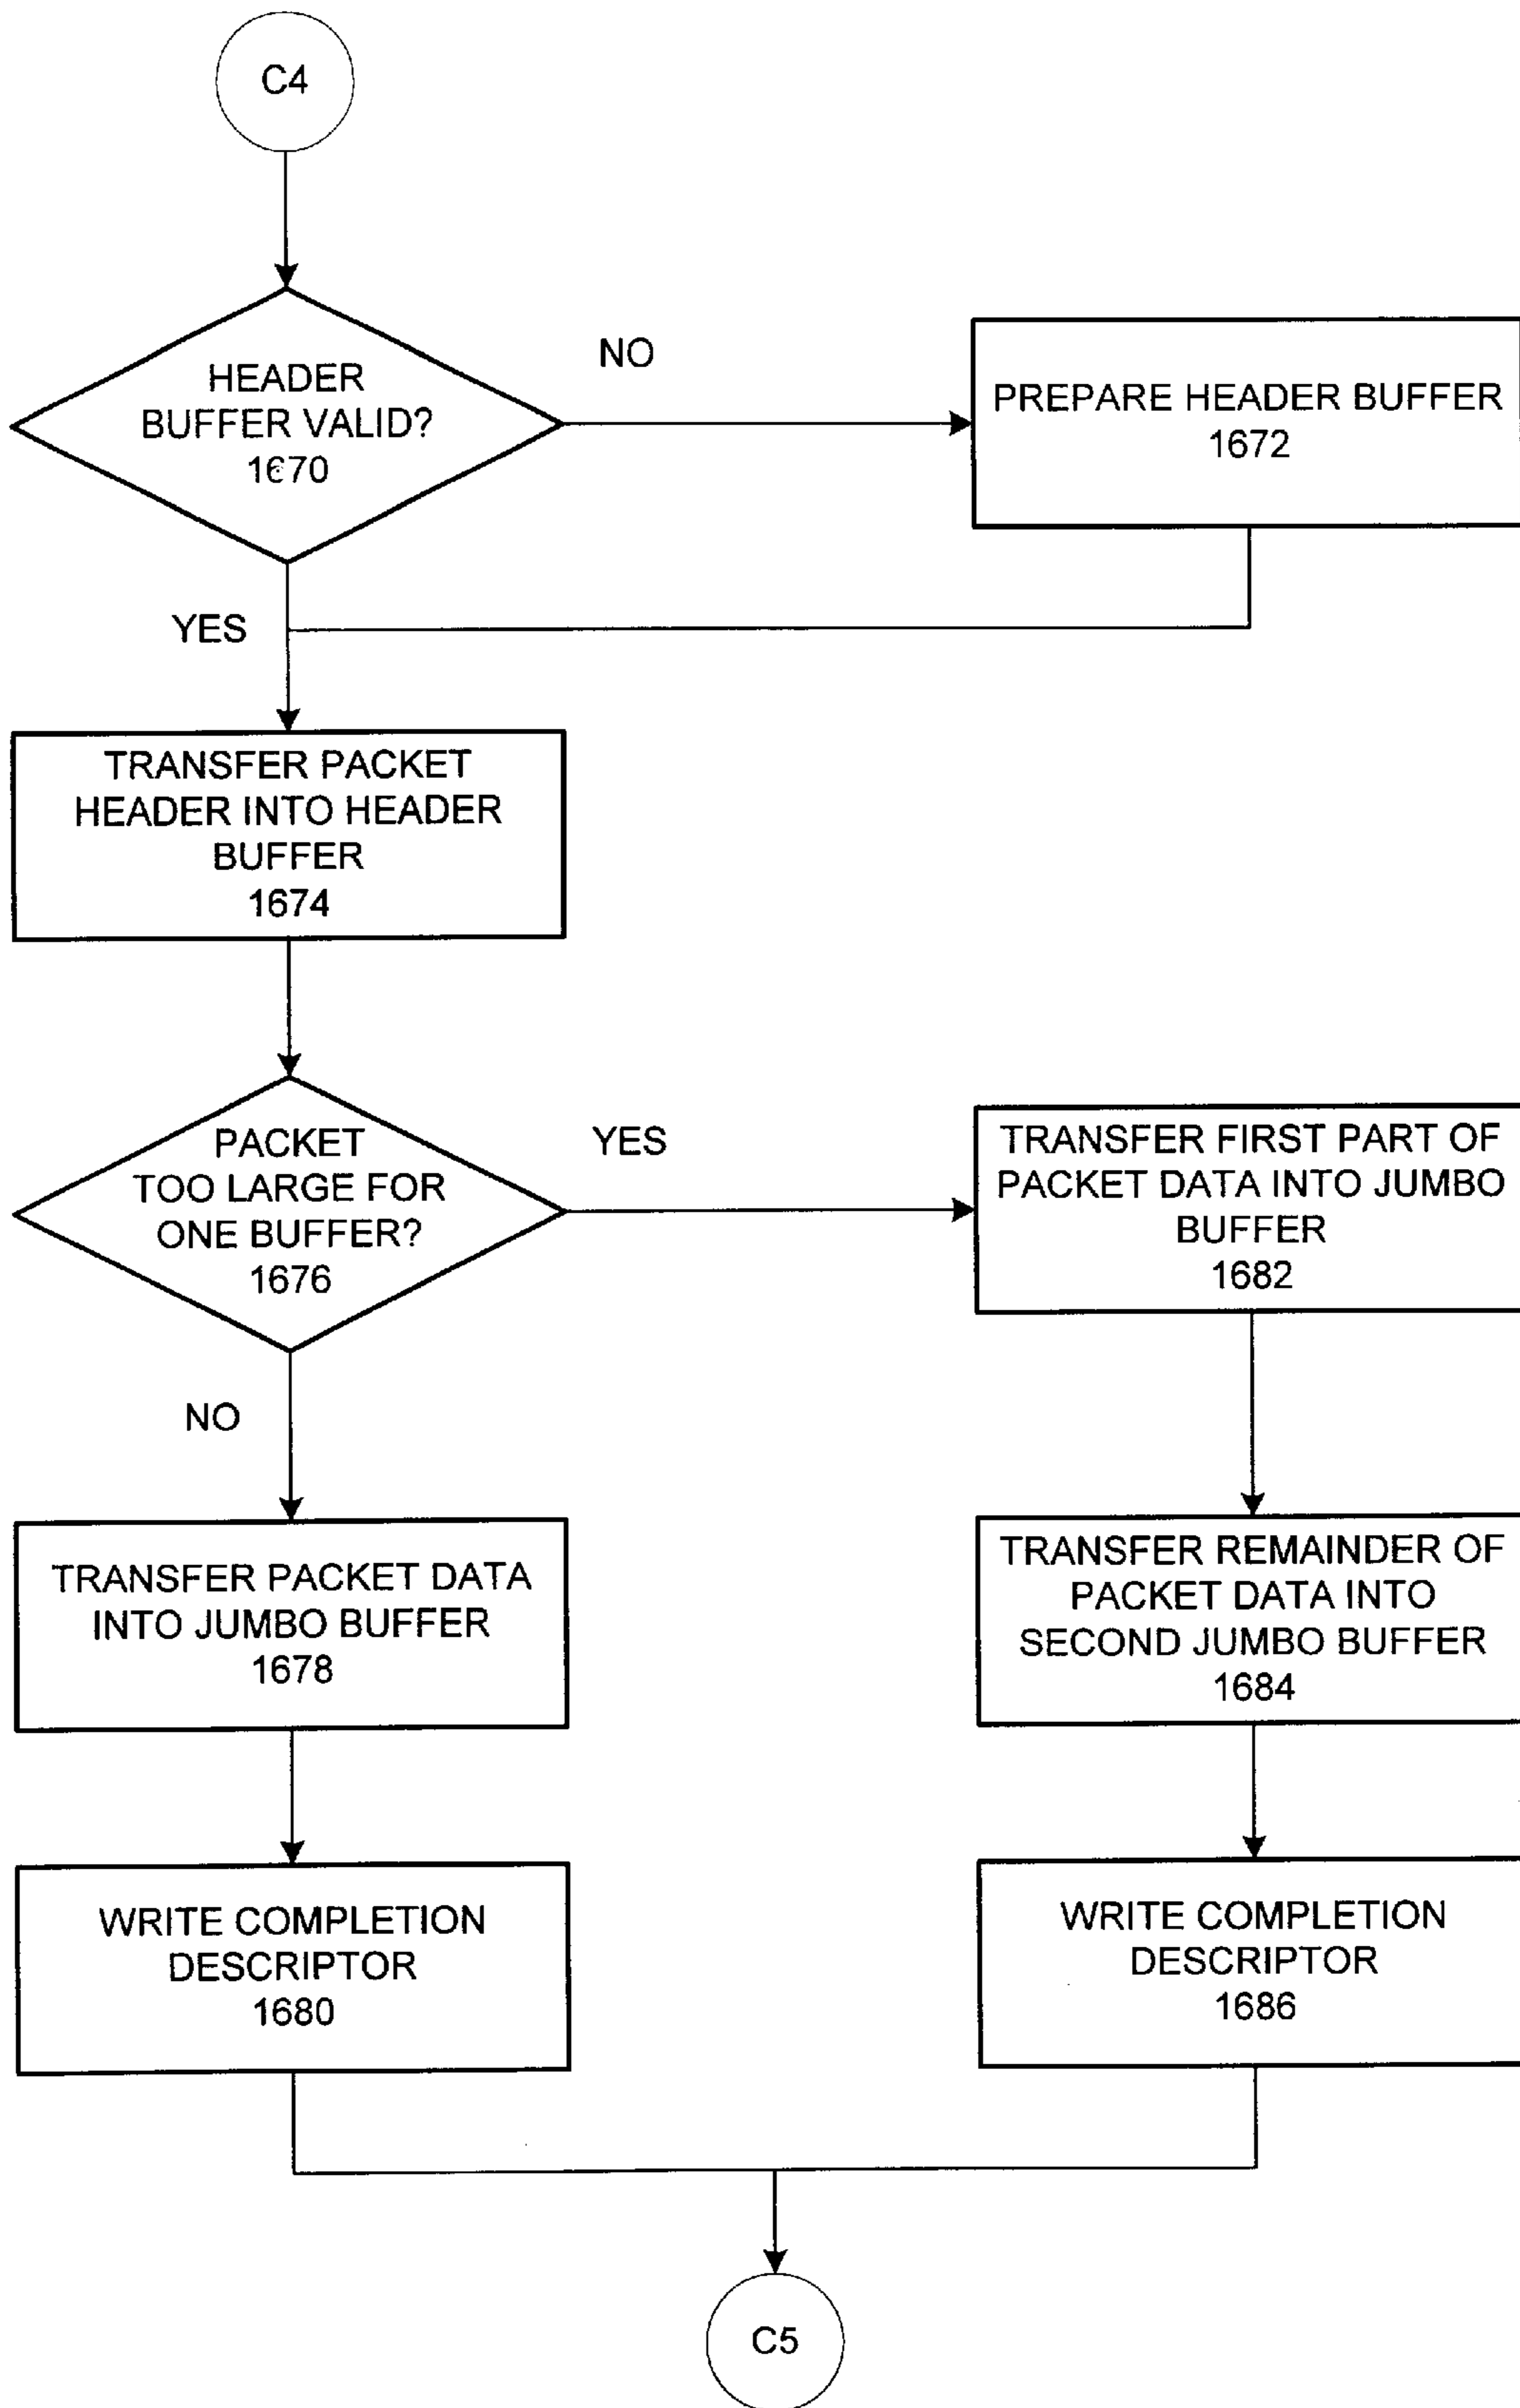 C4
HEADER
BUFFER VALID?
1670
NO
PREPARE HEADER BUFFER
1672
YES
TRANSFER PACKET
HEADER INTO HEADER
BUFFER
1674
PACKET
TOO LARGE FOR
ONE BUFFER?
1676
YES
TRANSFER FIRST PART OF
PACKET DATA INTO JUMBO
BUFFER
1682
NO
TRANSFER PACKET DATA
INTO JUMBO BUFFER
1678
TRANSFER REMAINDER OF
PACKET DATA INTO
SECOND JUMBO BUFFER
1684
WRITE COMPLETION
DESCRIPTOR
1680
WRITE COMPLETION
DESCRIPTOR
1686
C5